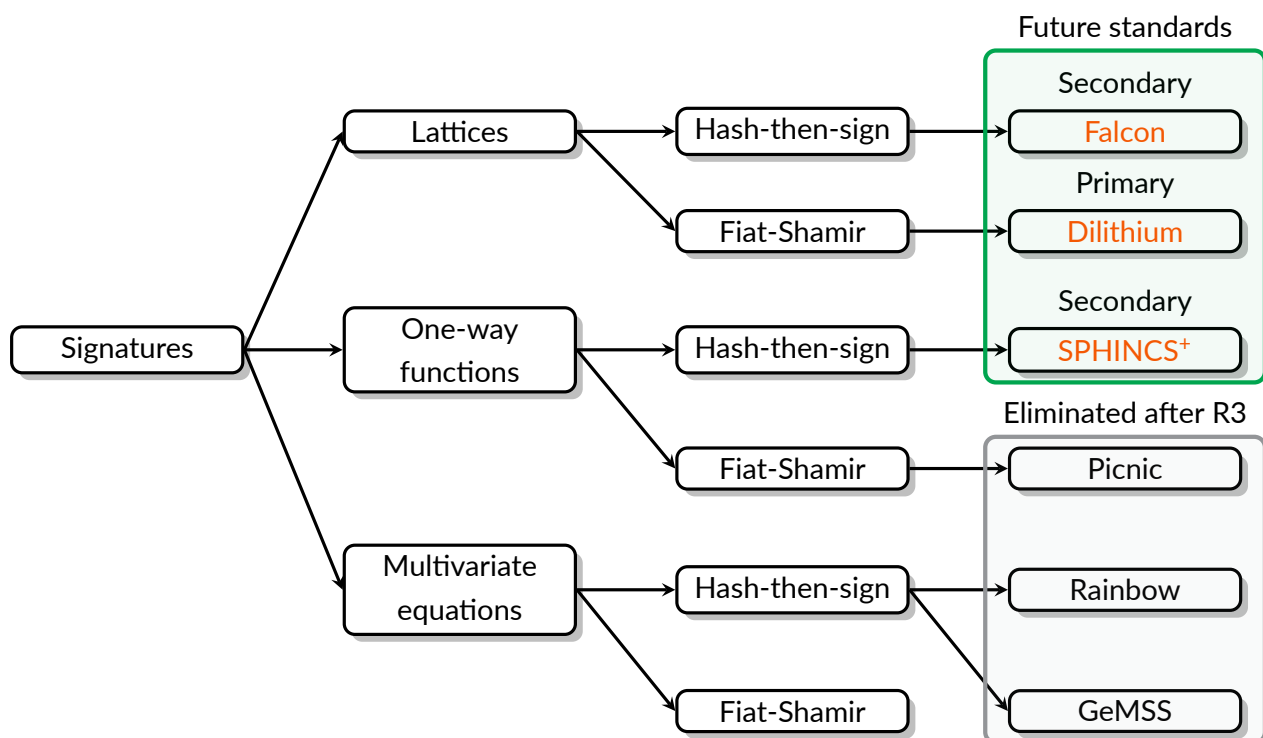 Future standards
Secondary
Lattices
Hash-then-sign
Falcon
Primary
Fiat-Shamir
Dilithium
Secondary
Signatures
One-way
functions
Hash-then-sign
SPHINCS⁺
Eliminated after R3
Fiat-Shamir
Picnic
Multivariate
equations
Hash-then-sign
Rainbow
Fiat-Shamir
GeMSS